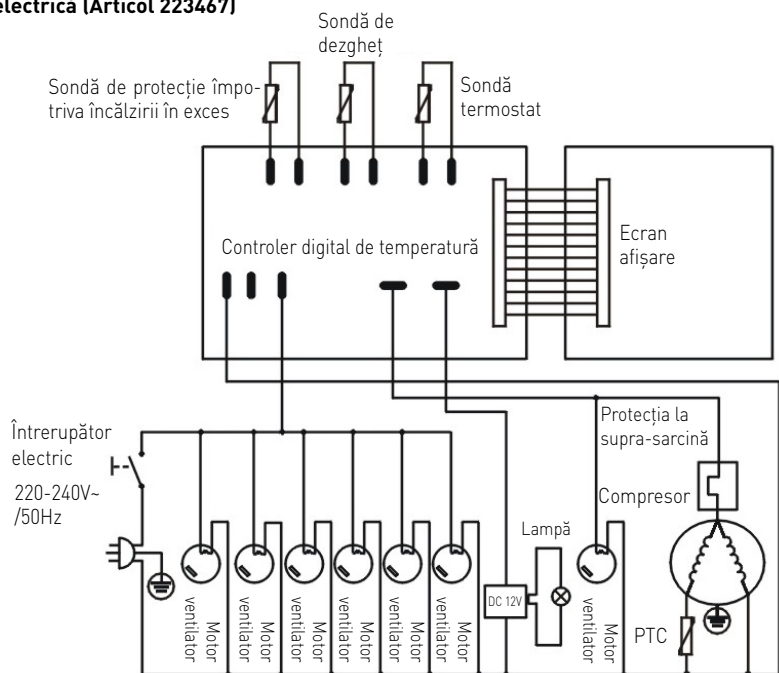 electrică (Articol 223467)
Sondă de
dezgheț
Sondă de protecție împo-
triva încălzirii în exces
Sondă
termostat
Controler digital de temperatură
Ecran
afișare
Întrerupător
electric
220-240V~
/50Hz
Protecția la
supra-sarcină
Compresor
Lampă
DC 12V
PTC
Motor
ventilator
Motor
ventilator
Motor
ventilator
Motor
ventilator
Motor
ventilator
Motor
ventilator
Motor
ventilator